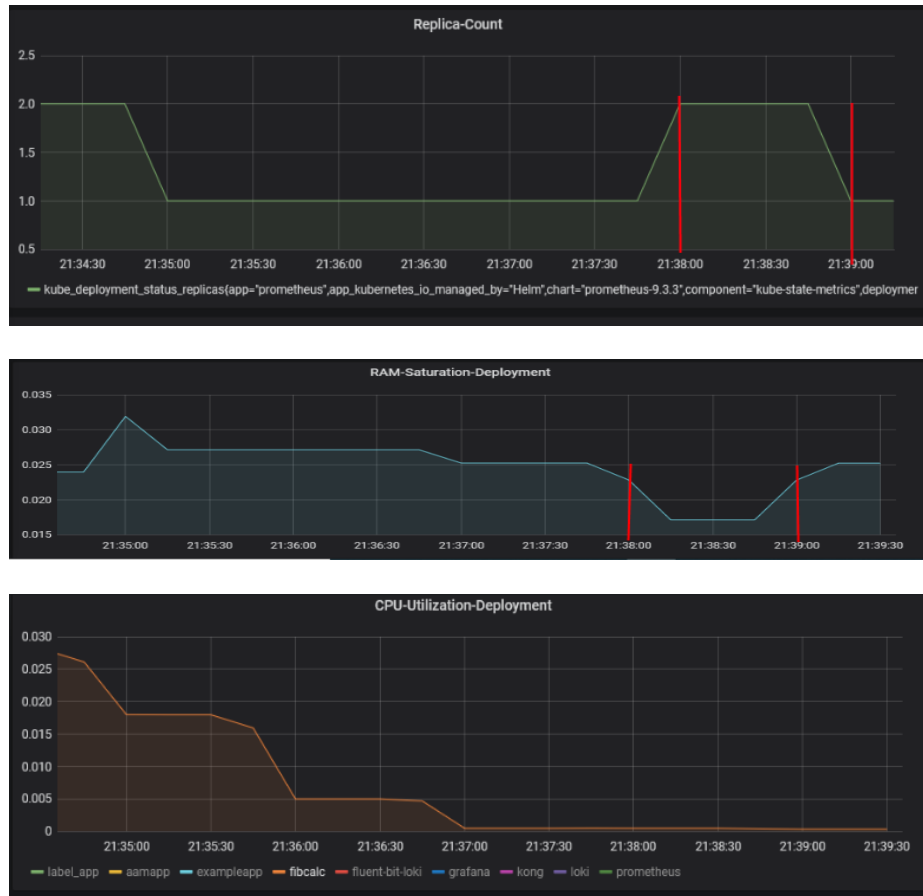 Replica-Count
2.5
2.0
1.5
1.0
0.5
21:34:30 21:35:00 21:35:30 21:36:00 21:36:30 21:37:00 21:37:30 21:38:00 21:38:30 21:39:00
kube_deployment_status_replicas{app="prometheus",app_kubernetes_io_managed_by="Helm",chart="prometheus-9.3.3",component="kube-state-metrics",deploymer
RAM-Saturation-Deployment
0.035
0.030
0.025
0.020
0.015
21:35:00 21:35:30 21:36:00 21:36:30 21:37:00 21:37:30 21:38:00 21:38:30 21:39:00 21:39:30
CPU-Utilization-Deployment
0.030
0.025
0.020
0.015
0.010
0.005
0
21:35:00 21:35:30 21:36:00 21:36:30 21:37:00 21:37:30 21:38:00 21:38:30 21:39:00 21:39:30
label_app aamapp exampleapp fibcalc fluent-bit-loki grafana kong loki prometheus